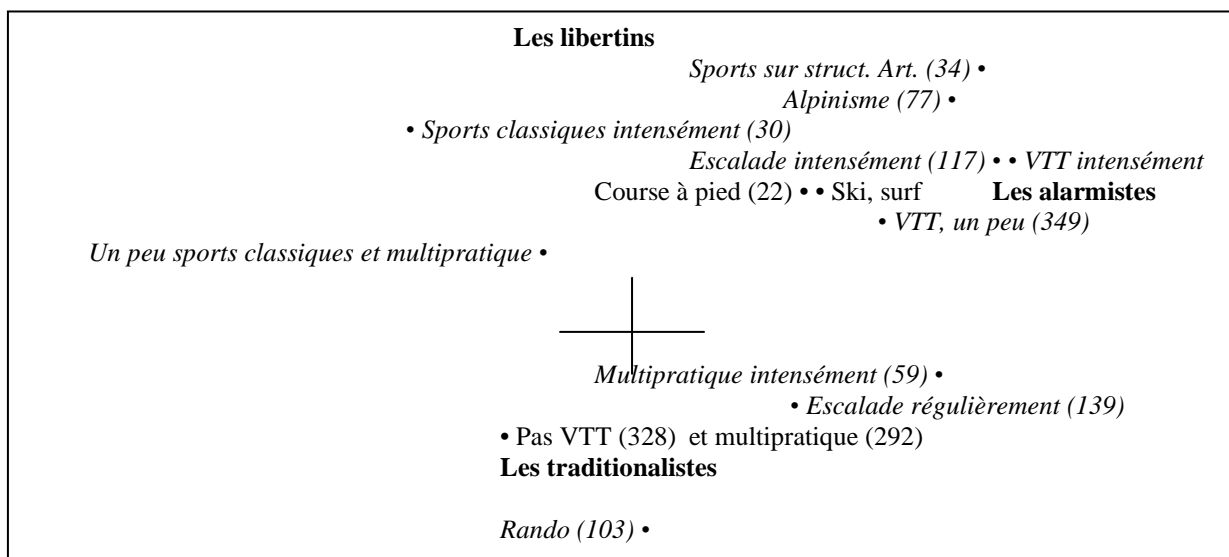 Les libertins
Sports sur struct. Art. (34) •
Alpinisme (77) •
• Sports classiques intensément (30)
Escalade intensément (117) • • VTT intensément
Course à pied (22) • • Ski, surf Les alarmistes
• VTT, un peu (349)
Un peu sports classiques et multipratique •
Multipratique intensément (59) •
• Escalade régulièrement (139)
• Pas VTT (328) et multipratique (292)
Les traditionalistes
Rando (103) •